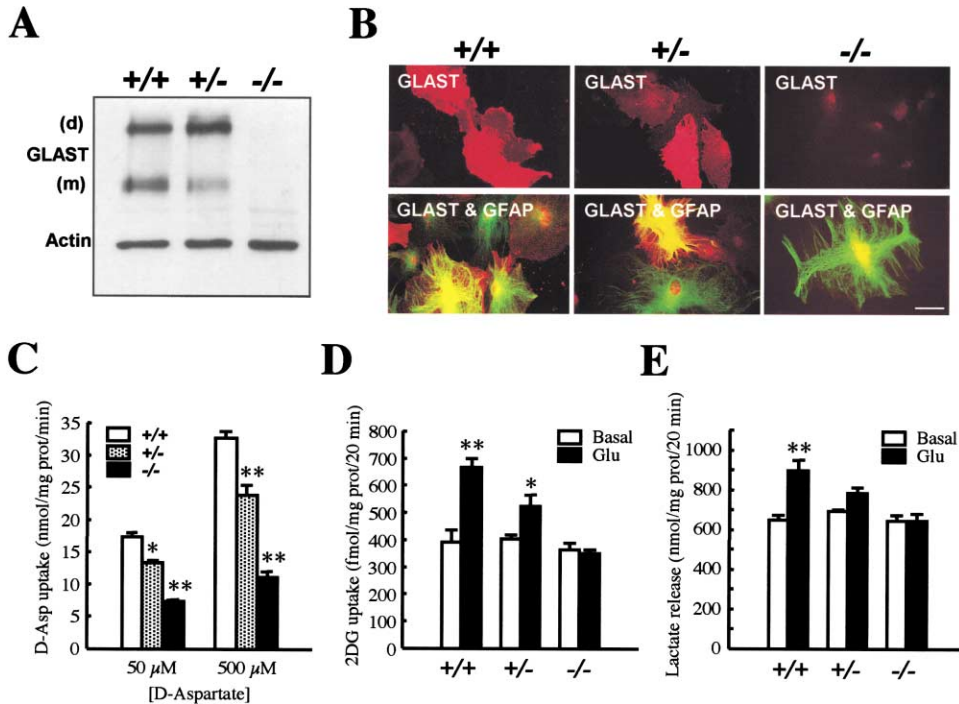 A
+/+ +/- -/-
(d)
GLAST
(m)
Actin
B
+/+ +/- -/-
GLAST GLAST GLAST
GLAST & GFAP GLAST & GFAP GLAST & GFAP
C
D-Asp uptake (nmol/mg prot/min)
35
30
25
20
15
10
5
0
+/+
+/-
-/-
* ** ** **
50 µM 500 µM
[D-Aspartate]
D
2DG uptake (fmol/mg prot/20 min)
800
700
600
500
400
300
200
100
0
Basal
Glu
** *
+/+ +/- -/-
E
Lactate release (nmol/mg prot/20 min)
1000
800
600
400
200
0
Basal
Glu
**
+/+ +/- -/-